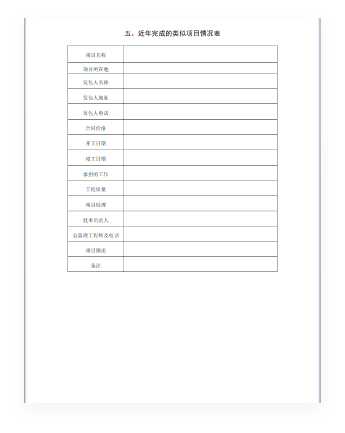 五、近年完成的类似项目情况表
项目名称
项目所在地
发包人名称
发包人地址
发包人电话
合同价格
开工日期
竣工日期
承担的工作
工程质量
项目经理
技术负责人
总监理工程师及电话
项目描述
备注